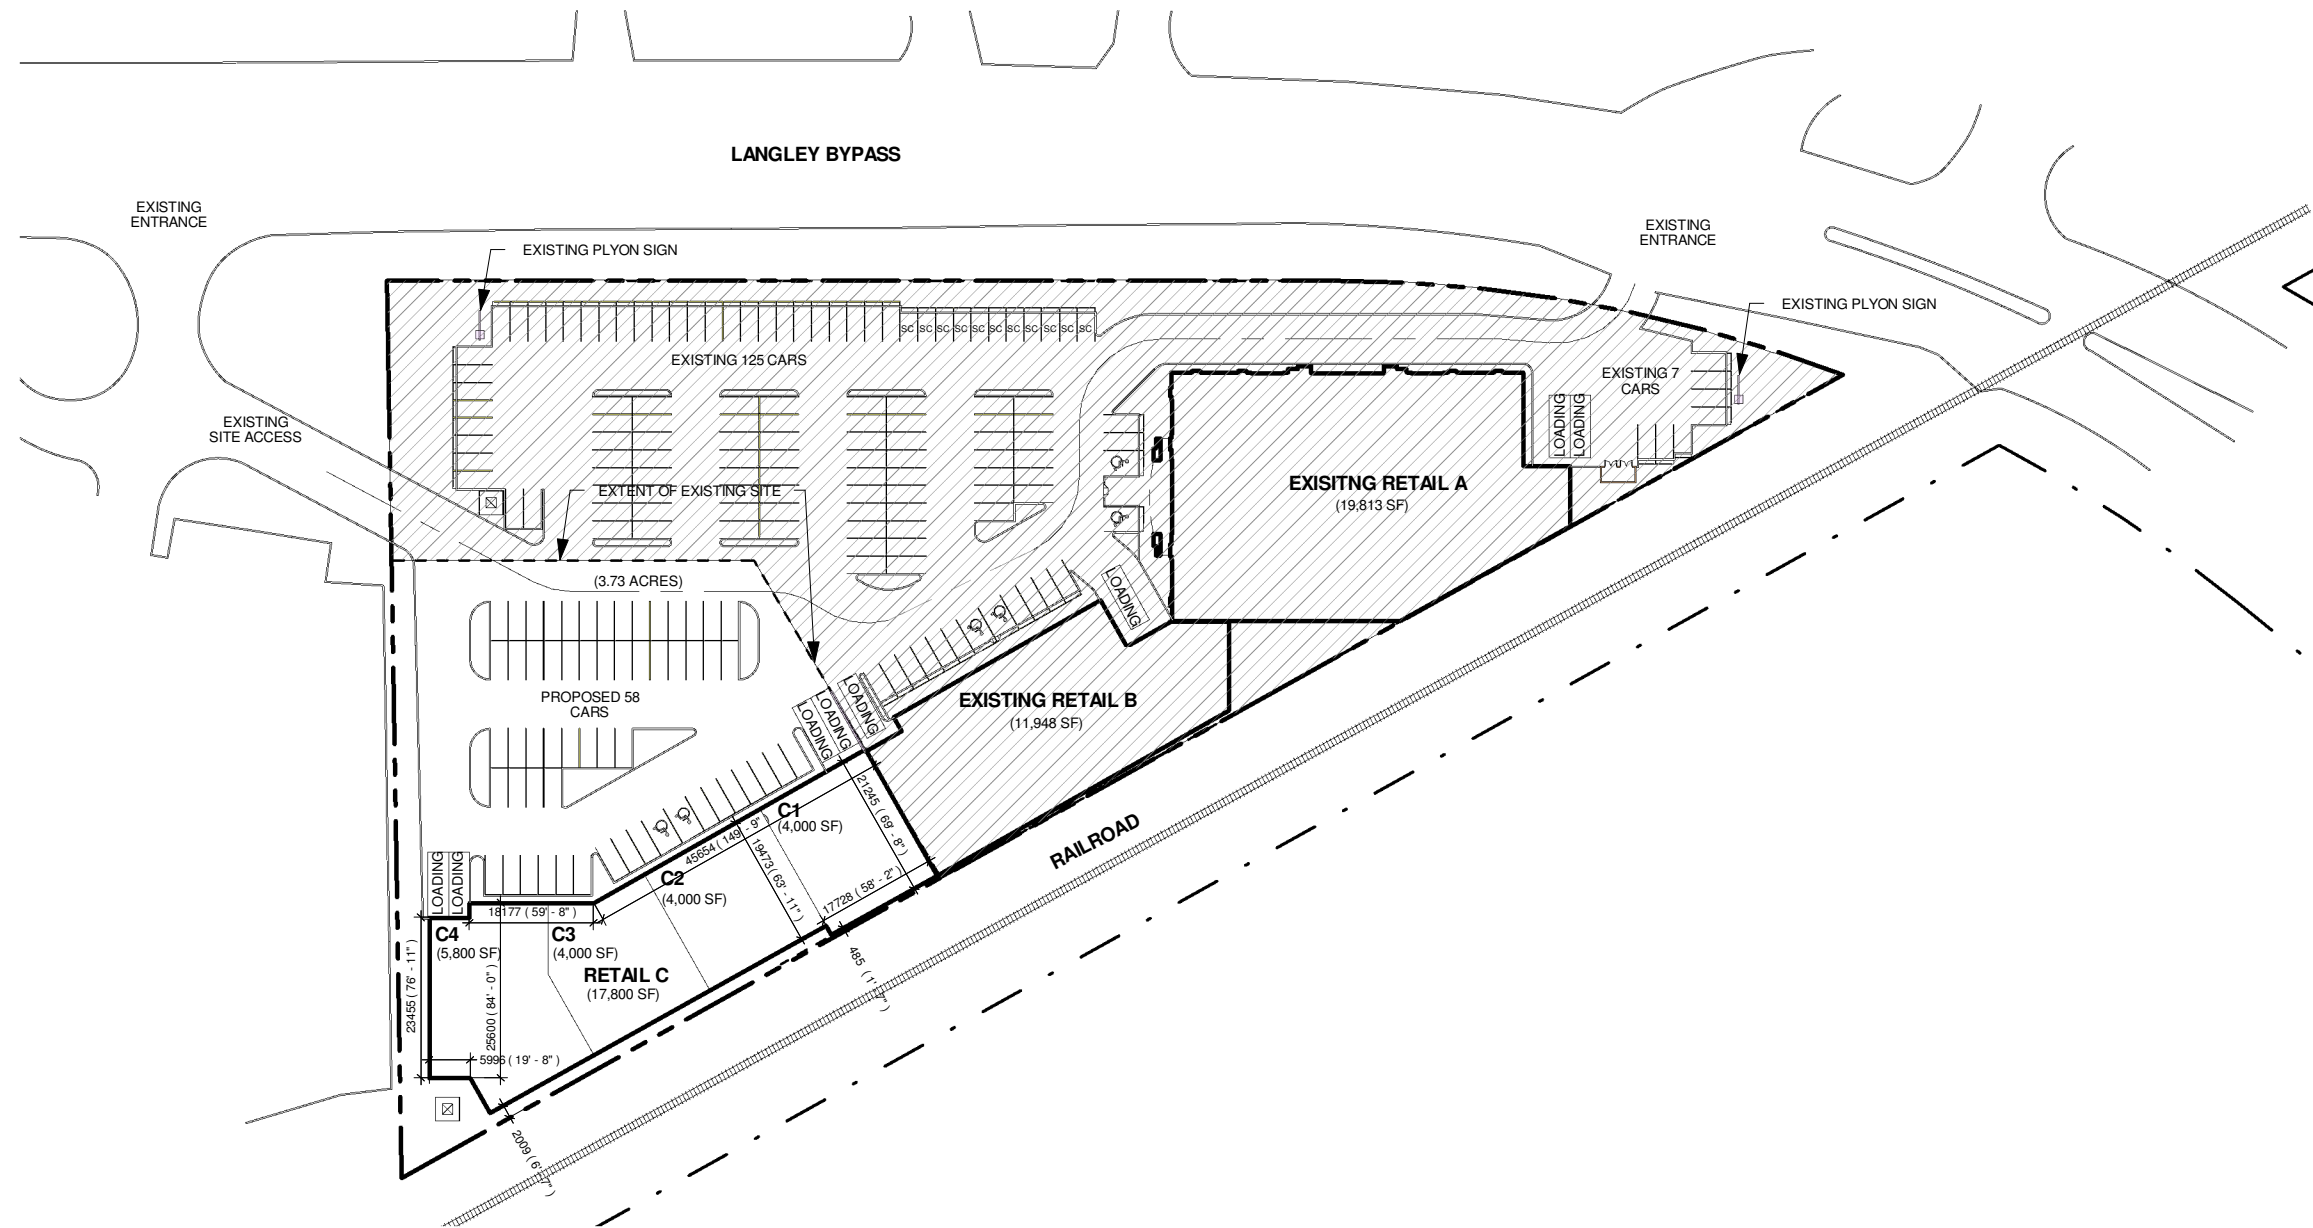 LANGLEY BYPASS
EXISTING
ENTRANCE
EXISTING PLYON SIGN
EXISTING
ENTRANCE
EXISTING PLYON SIGN
SC SC SC SC SC SC SC SC SC SC SC
EXISTING 125 CARS
EXISTING 7
CARS
LOADING
LOADING
EXISTING
SITE ACCESS
EXTENT OF EXISTING SITE
EXISITNG RETAIL A
(19,813 SF)
(3.73 ACRES)
LOADING
PROPOSED 58
CARS
EXISTING RETAIL B
(11,948 SF)
LOADING
LOADING
LOADING
21245 ( 69' - 8" )
C1
(4,000 SF)
45654 ( 149' - 9" )
19473 ( 63' - 11" )
RAILROAD
C2
(4,000 SF)
17728 ( 58' - 2" )
LOADING
LOADING
18177 ( 59' - 8" )
C4
(5,800 SF)
C3
(4,000 SF)
RETAIL C
(17,800 SF)
485 ( 1' - 7" )
23455 ( 76' - 11" )
25600 ( 84' - 0" )
5996 ( 19' - 8" )
2009 ( 6' - 7" )